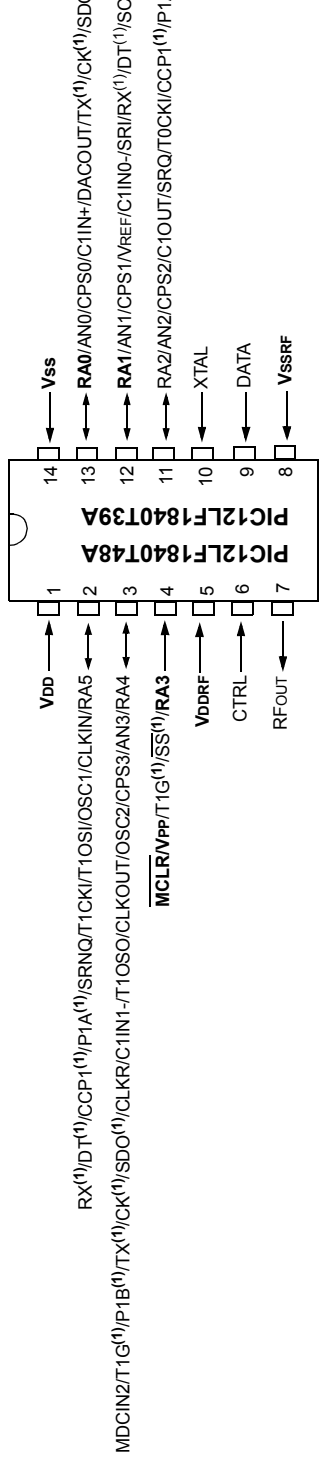 VDD
1
RX(1)/DT(1)/CCP1(1)/P1A(1)/SRNQ/T1CKI/T1OSI/OSC1/CLKIN/RA5
2
MDCIN2/T1G(1)/P1B(1)/TX(1)/CK(1)/SDO(1)/CLKR/C1IN1-/T1OSO/CLKOUT/OSC2/CPS3/AN3/RA4
3
MCLR/VPP/T1G(1)/SS(1)/RA3
4
VDDRF
5
CTRL
6
RFOUT
7
PIC12LF1840T48A
PIC12LF1840T39A
14
VSS
13
RA0/AN0/CPS0/C1IN+/DACOUT/TX(1)/CK(1)/SDO
12
RA1/AN1/CPS1/VREF/C1IN0-/SRI/RX(1)/DT(1)/SC
11
RA2/AN2/CPS2/C1OUT/SRQ/T0CKI/CCP1(1)/P1A
10
XTAL
9
DATA
8
VSSRF